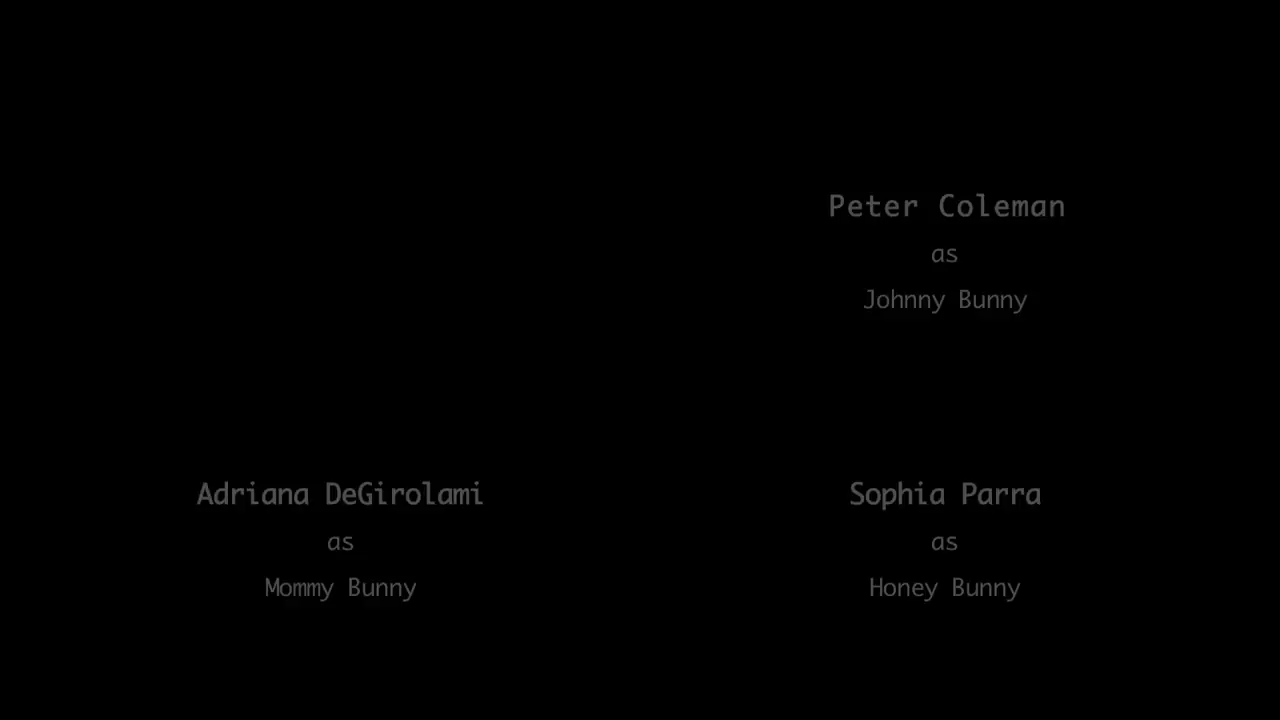 Peter Coleman
as
Johnny Bunny
Adriana DeGirolami
as
Mommy Bunny
Sophia Parra
as
Honey Bunny